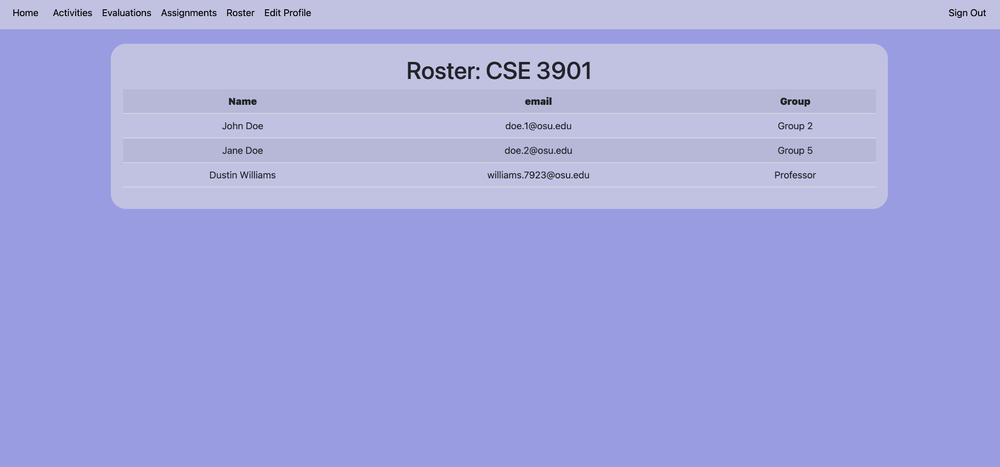 Home Activities Evaluations Assignments Roster Edit Profile Sign Out
Roster: CSE 3901
Name email Group
John Doe doe.1@osu.edu Group 2
Jane Doe doe.2@osu.edu Group 5
Dustin Williams williams.7923@osu.edu Professor